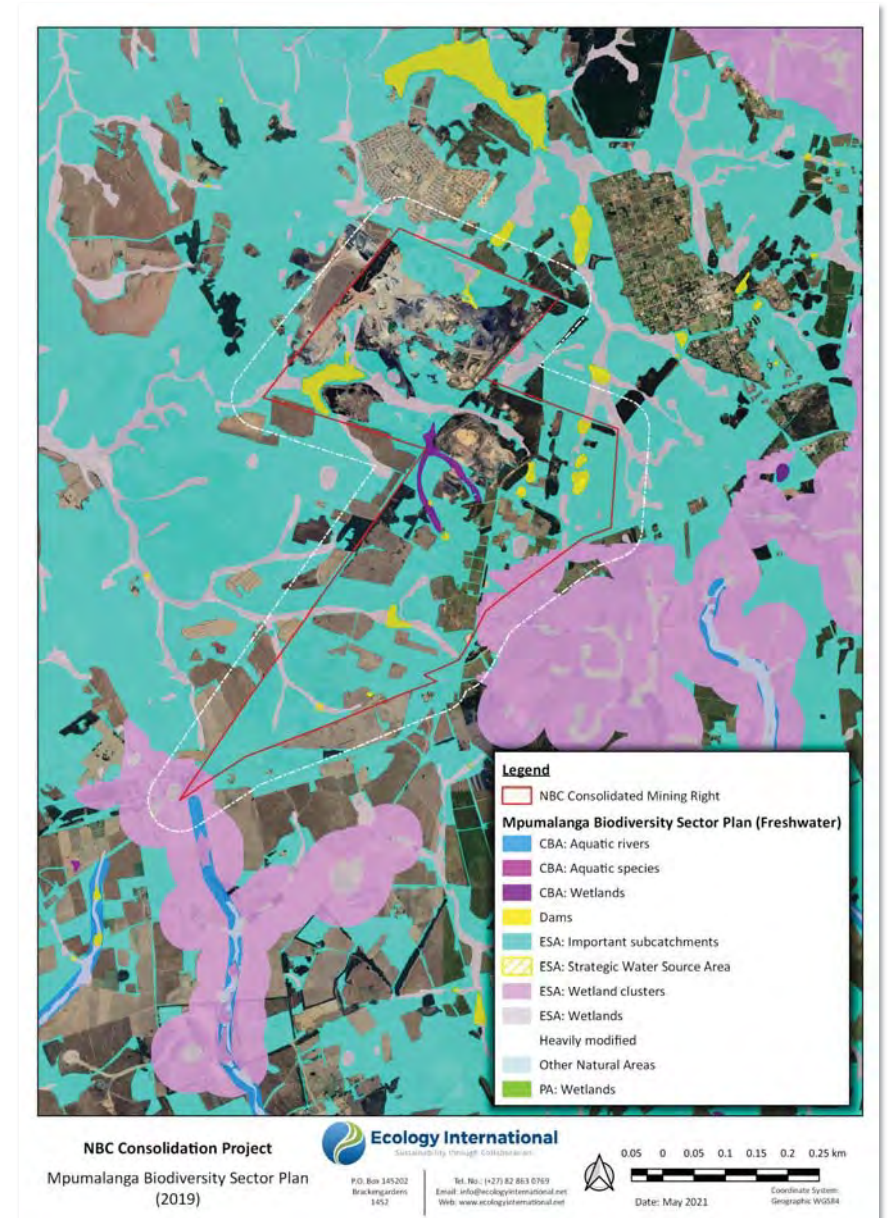 Legend
NBC Consolidated Mining Right
Mpumalanga Biodiversity Sector Plan (Freshwater)
CBA: Aquatic rivers
CBA: Aquatic species
CBA: Wetlands
Dams
ESA: Important subcatchments
ESA: Strategic Water Source Area
ESA: Wetland clusters
ESA: Wetlands
Heavily modified
Other Natural Areas
PA: Wetlands
NBC Consolidation Project
Mpumalanga Biodiversity Sector Plan
(2019)
Ecology International
Sustainability through Collaboration
P.O. Box 145202
Brackengardens
1452
Tel. No.: (+27) 82 863 0769
Email: info@ecologyinternational.net
Web: www.ecologyinternational.net
0.05 0 0.05 0.1 0.15 0.2 0.25 km
Date: May 2021
Coordinate System:
Geographic WGS84